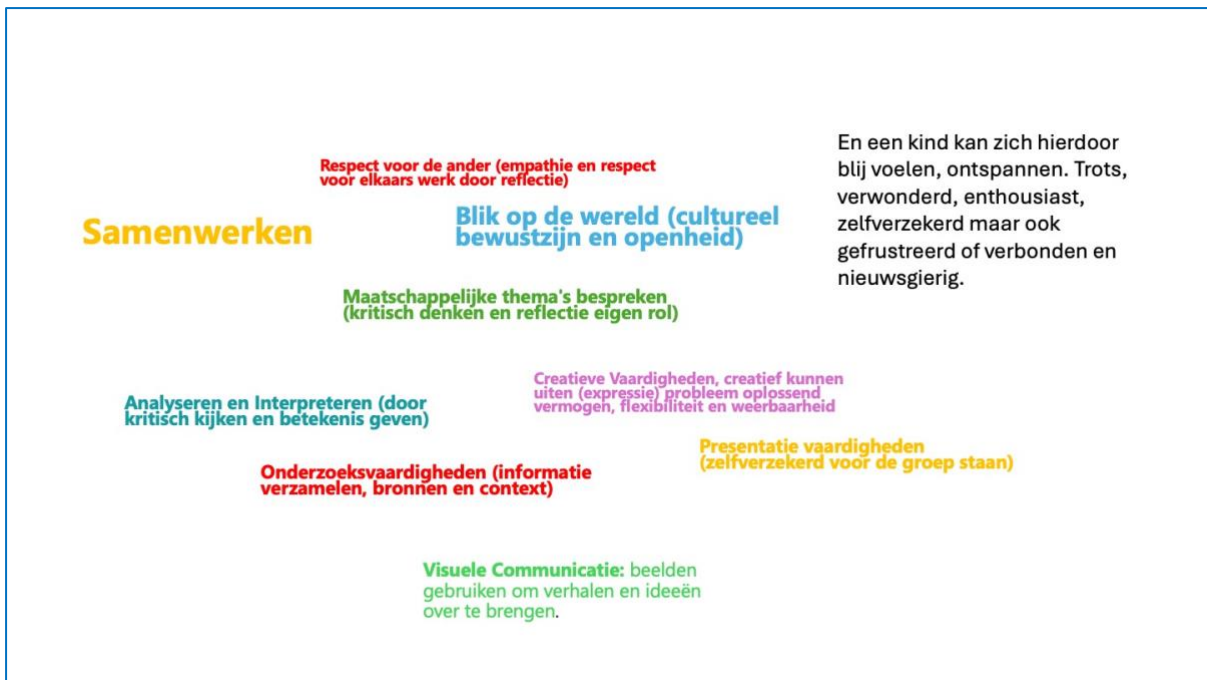 Respect voor de ander (empathie en respect
voor elkaars werk door reflectie)
Samenwerken
Blik op de wereld (cultureel
bewustzijn en openheid)
En een kind kan zich hierdoor
blij voelen, ontspannen. Trots,
verwonderd, enthousiast,
zelfverzekerd maar ook
gefrustreerd of verbonden en
nieuwsgierig.
Maatschappelijke thema's bespreken
(kritisch denken en reflectie eigen rol)
Creatieve Vaardigheden, creatief kunnen
uiten (expressie) probleem oplossend
vermogen, flexibiliteit en weerbaarheid
Analyseren en Interpreteren (door
kritisch kijken en betekenis geven)
Presentatie vaardigheden
(zelfverzekerd voor de groep staan)
Onderzoeksvaardigheden (informatie
verzamelen, bronnen en context)
Visuele Communicatie: beelden
gebruiken om verhalen en ideeën
over te brengen.